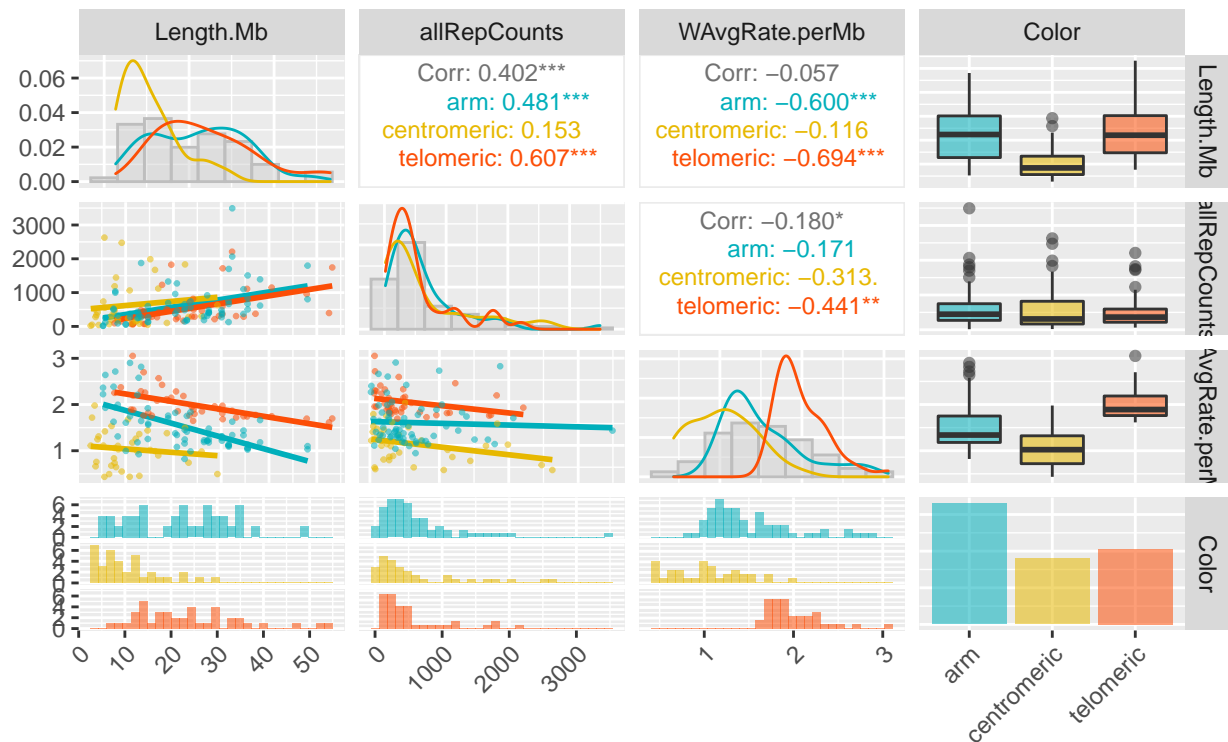 Length.Mb allRepCounts WAvgRate.perMb Color
0.06
0.04
0.02
0.00
Corr: 0.402***
arm: 0.481***
centromeric: 0.153
telomeric: 0.607***
Corr: −0.057
arm: −0.600***
centromeric: −0.116
telomeric: −0.694***
Length.Mb
3000
2000
1000
0
Corr: −0.180*
arm: −0.171
centromeric: −0.313.
telomeric: −0.441**
allRepCounts
3
2
1
AvgRate.perM
6
4
2
0
6
4
2
0
6
4
2
0
Color
0 10 20 30 40 50
0 1000 2000 3000
1 2 3
arm centromeric telomeric